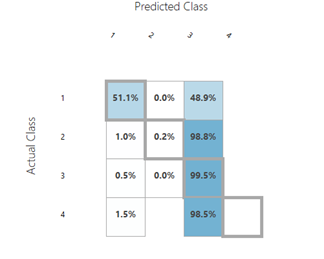 Predicted Class
1 2 3 4
Actual Class
1 51.1% 0.0% 48.9%
2 1.0% 0.2% 98.8%
3 0.5% 0.0% 99.5%
4 1.5% 98.5%